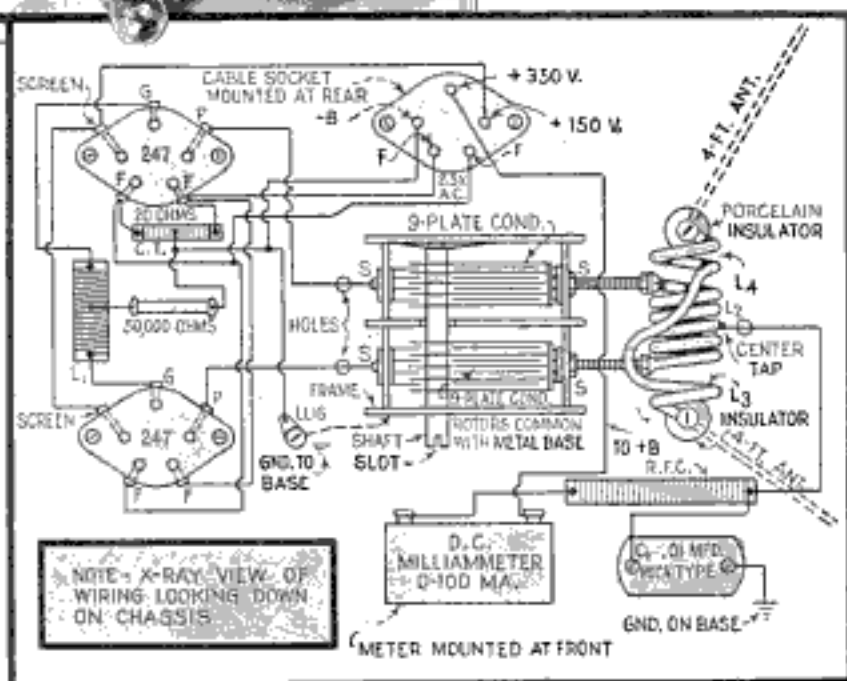 SCREEN
G
P
CABLE SOCKET
MOUNTED AT REAR
-B
+ 350 V.
+ 150 V.
4-FT. ANT.
247
F
F
F
F
2.5V.
A.C.
20 OHMS
C.T.
9-PLATE COND.
PORCELAIN
INSULATOR
S
S
L4
L2
50,000 OHMS
HOLES
CENTER
TAP
L1
S
S
L3
G
P
FRAME
9-PLATE COND.
INSULATOR
SCREEN
247
LUG
ROTORS COMMON
WITH METAL BASE
SHAFT
SLOT
GND. TO
BASE
TO +B
4-FT. ANT.
R.F.C.
F
F
D.C.
MILLIAMMETER
0-100 MA.
.01 MFD.
MICA TYPE
NOTE- X-RAY VIEW OF
WIRING LOOKING DOWN
ON CHASSIS
GND. ON BASE
METER MOUNTED AT FRONT